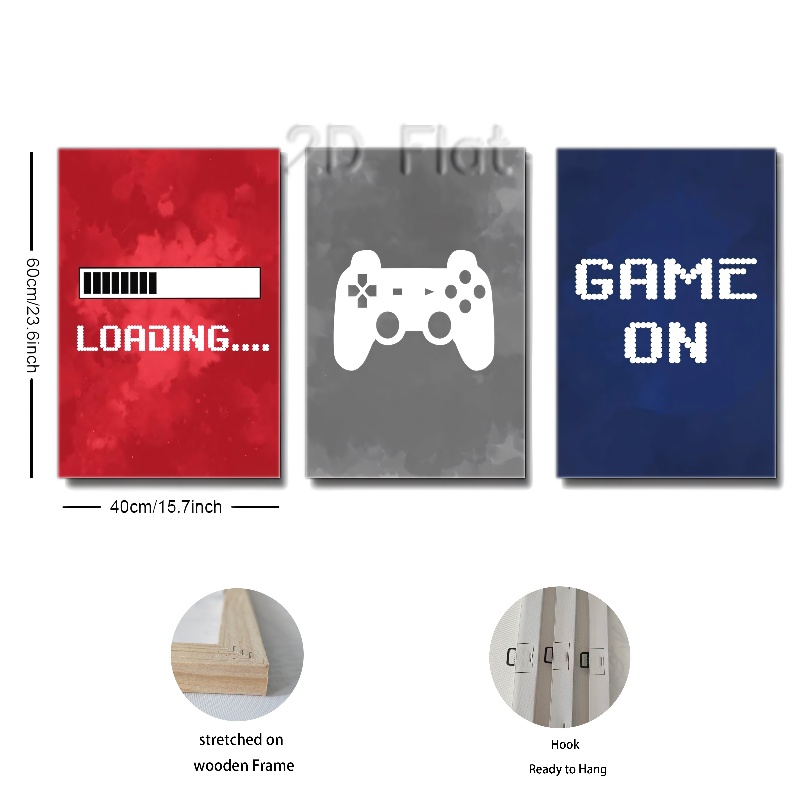 2D Flat
60cm/23.6inch
LOADING....
GAME
ON
40cm/15.7inch
stretched on
wooden Frame
Hook
Ready to Hang